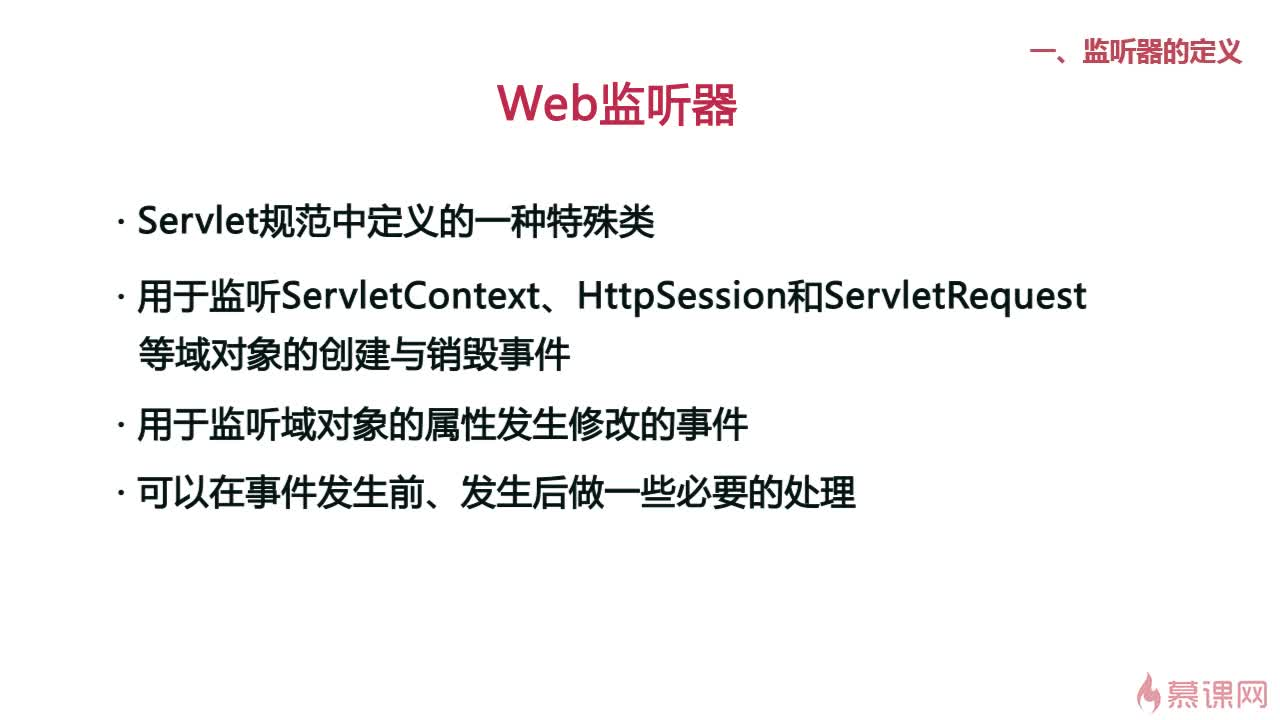 一、监听器的定义
Web监听器
· Servlet规范中定义的一种特殊类
· 用于监听ServletContext、HttpSession和ServletRequest
等域对象的创建与销毁事件
· 用于监听域对象的属性发生修改的事件
· 可以在事件发生前、发生后做一些必要的处理
慕课网